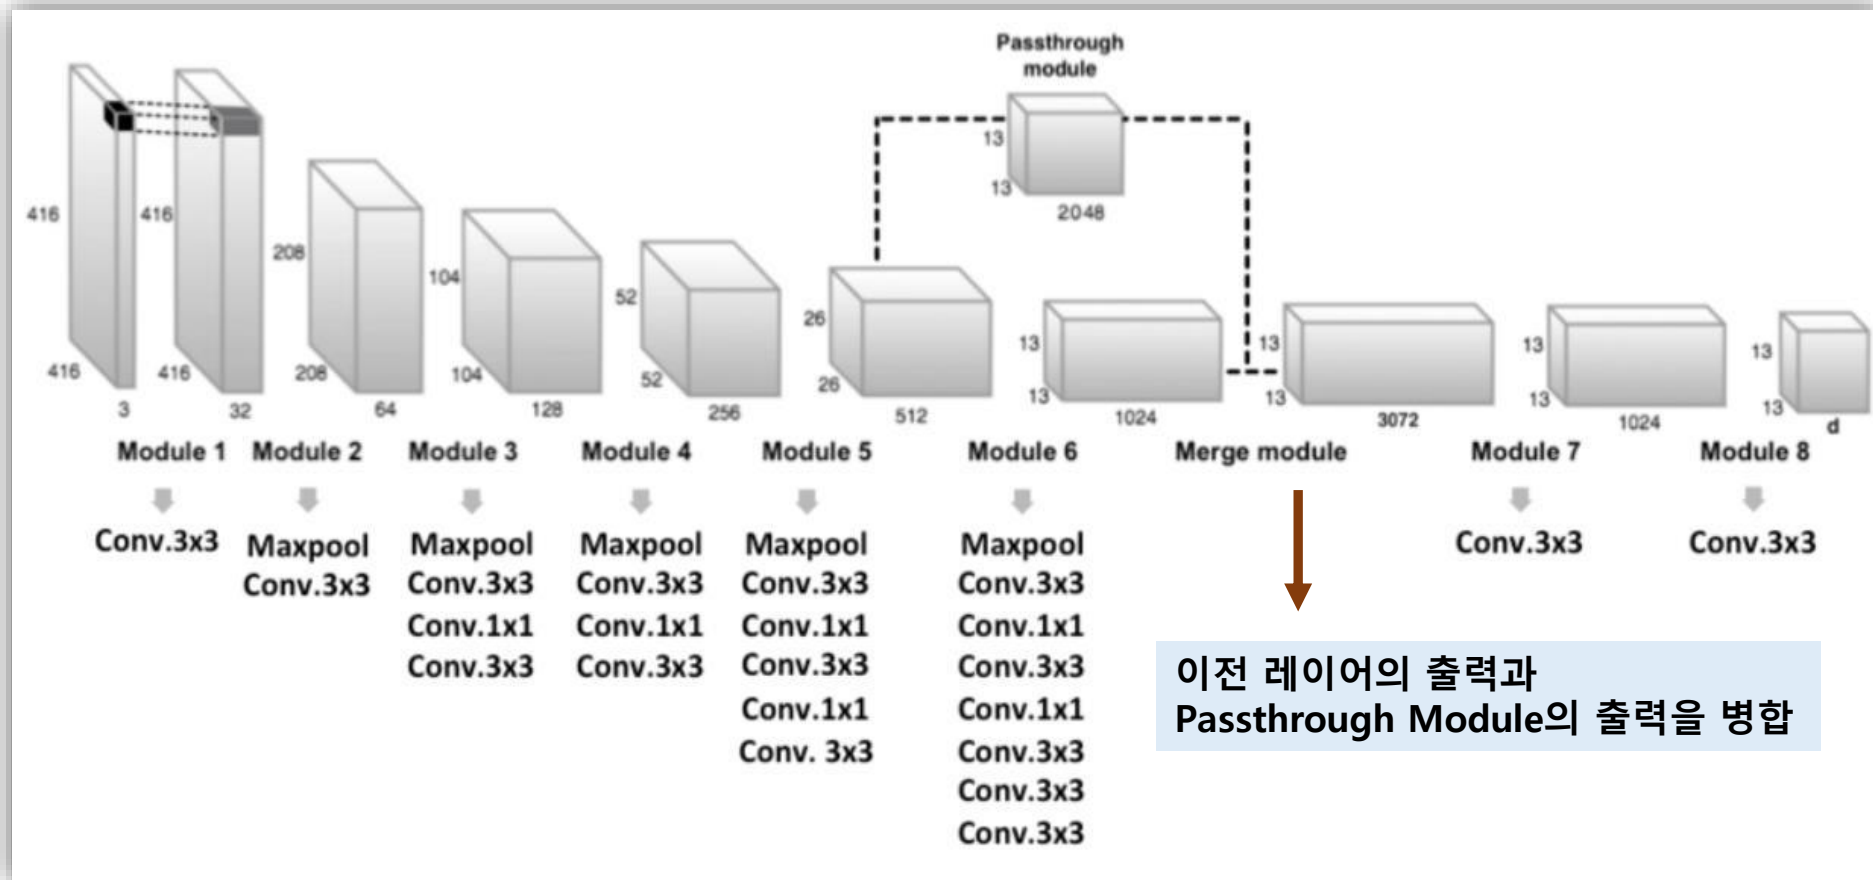 Passthrough
module
13
13
2048
416
416
3
416
416
32
208
208
64
104
104
128
52
52
256
26
26
512
13
13
1024
13
13
3072
13
13
1024
13
13
d
Module 1
Module 2
Module 3
Module 4
Module 5
Module 6
Merge module
Module 7
Module 8
Conv.3x3
Maxpool
Conv.3x3
Maxpool
Conv.3x3
Conv.1x1
Conv.3x3
Maxpool
Conv.3x3
Conv.1x1
Conv.3x3
Maxpool
Conv.3x3
Conv.1x1
Conv.3x3
Conv.1x1
Conv. 3x3
Maxpool
Conv.3x3
Conv.1x1
Conv.3x3
Conv.1x1
Conv.3x3
Conv.3x3
Conv.3x3
이전 레이어의 출력과
Passthrough Module의 출력을 병합
Conv.3x3
Conv.3x3